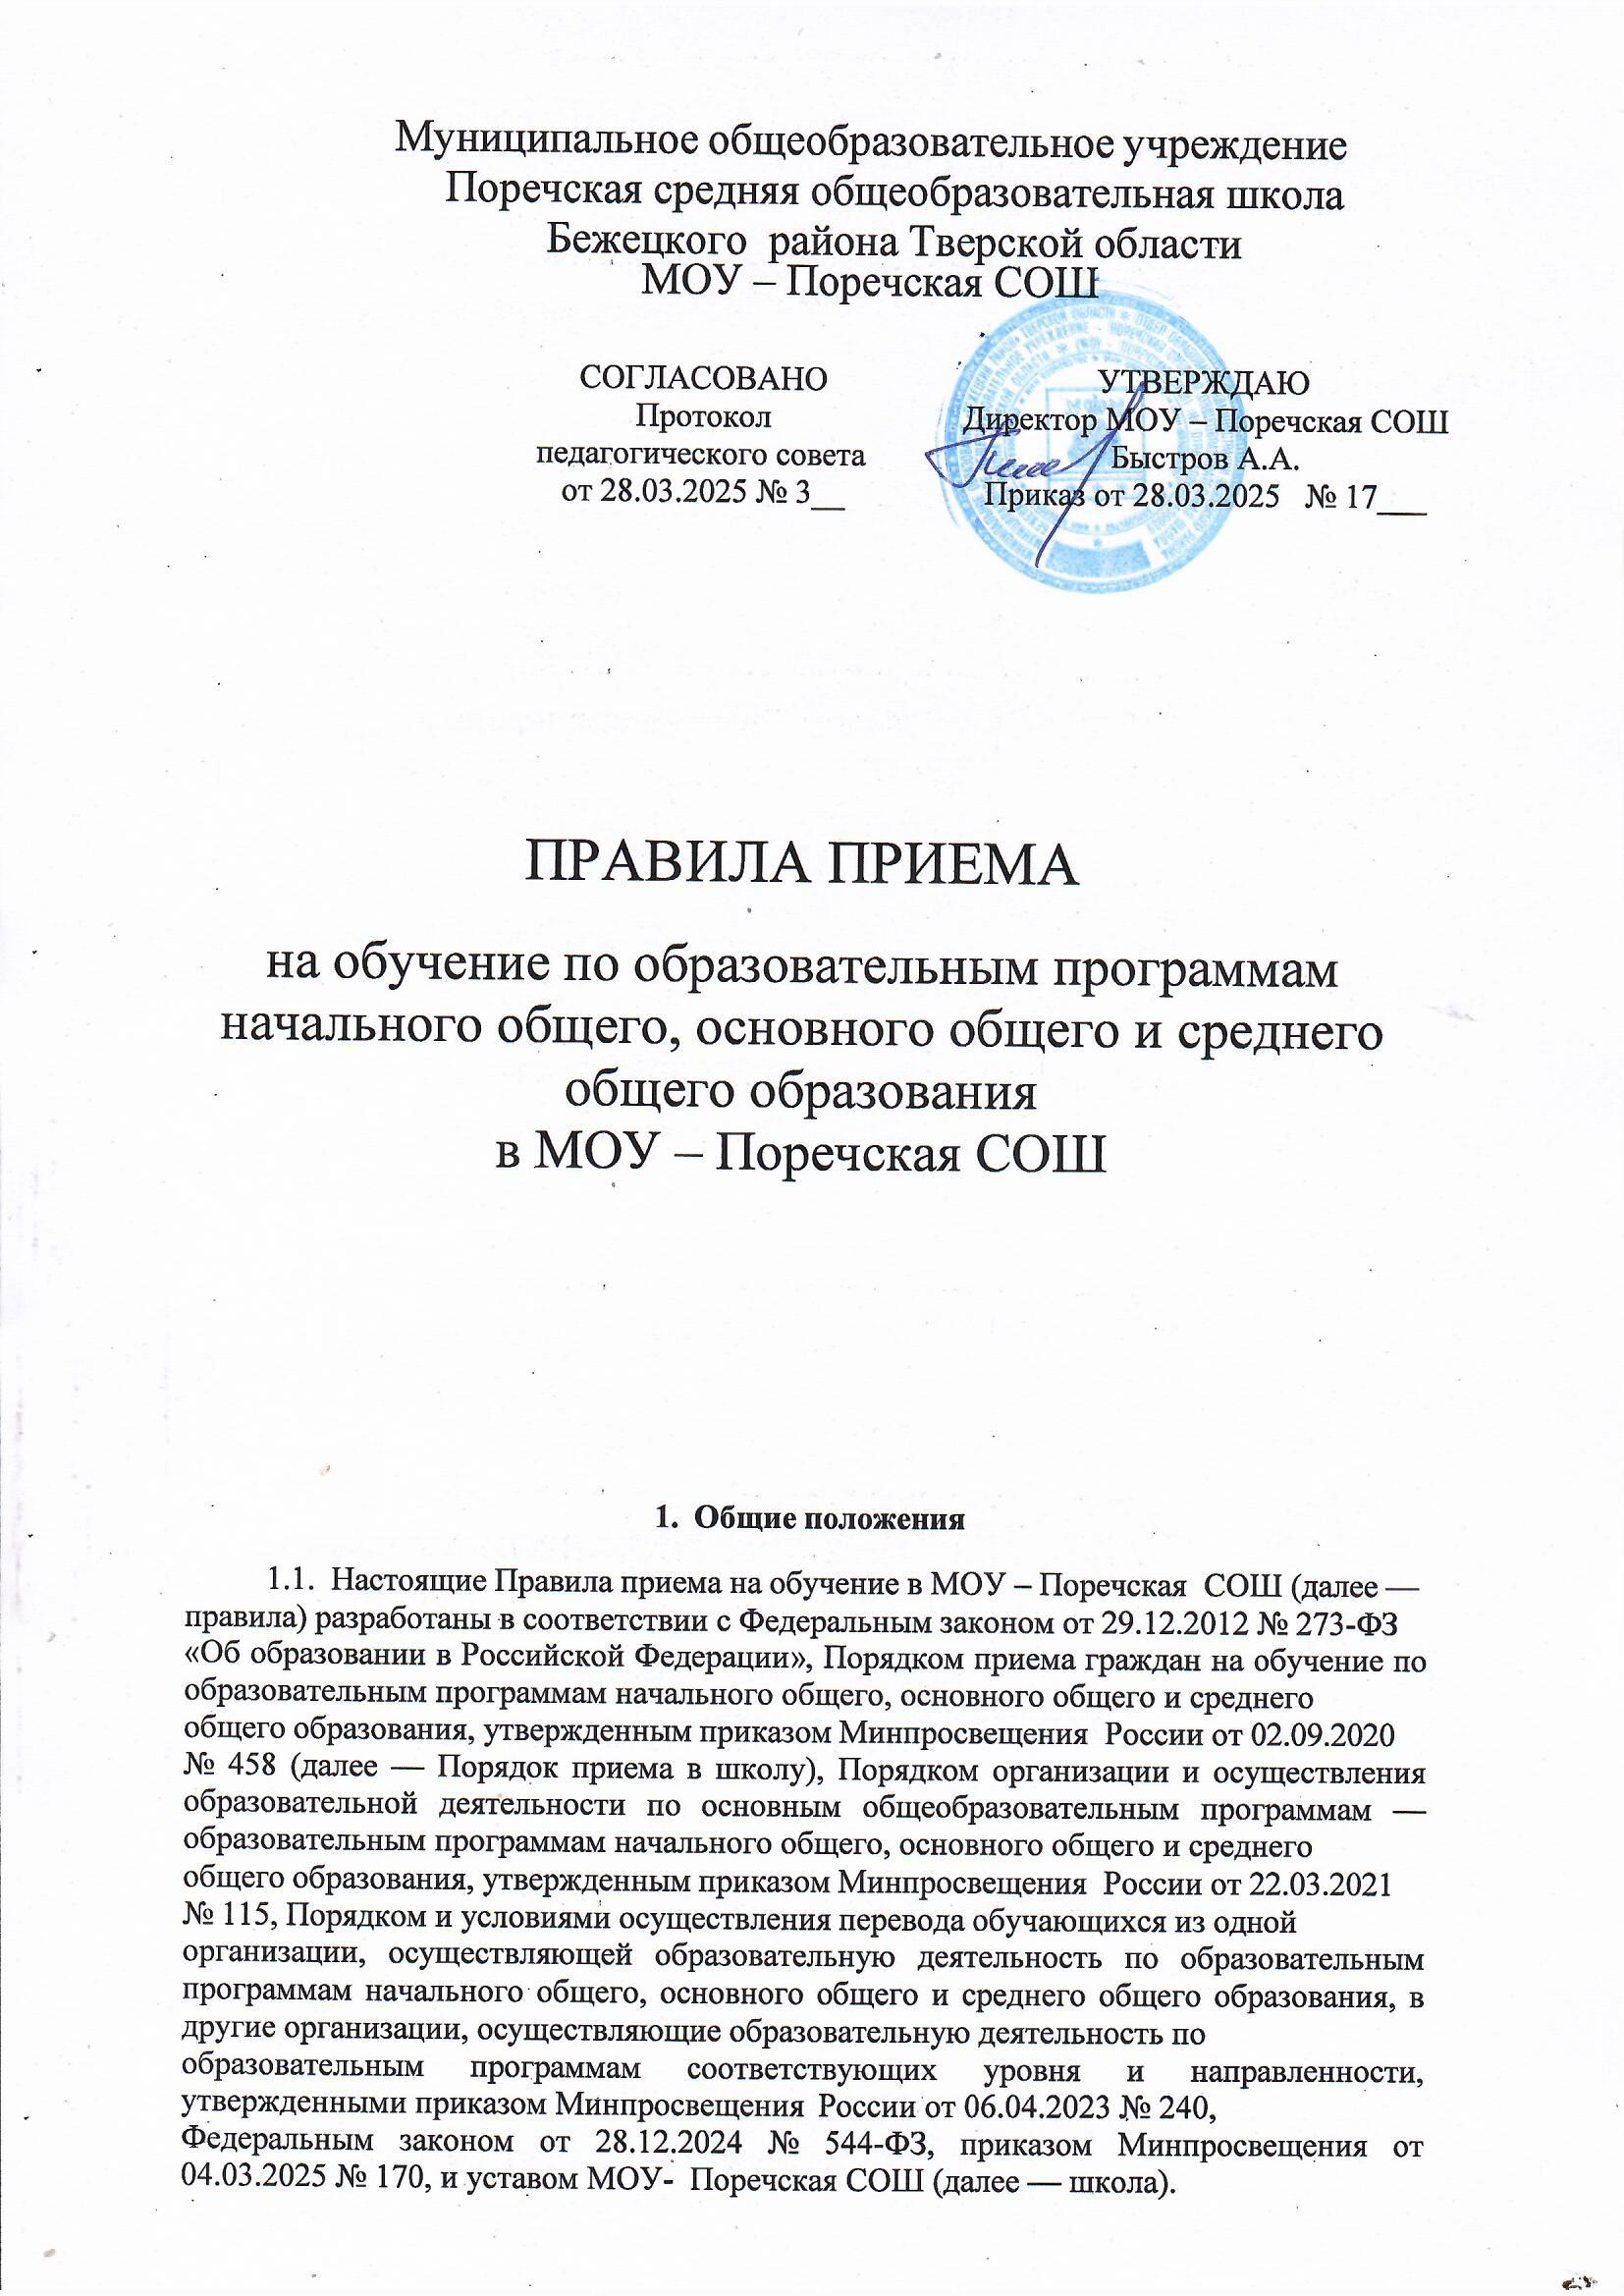 Муниципальное общеобразовательное учреждение
Поречская средняя общеобразовательная школа
Бежецкого района Тверской области
МОУ – Поречская СОШ
СОГЛАСОВАНО
Протокол
педагогического совета
от 28.03.2025 № 3__
УТВЕРЖДАЮ
Директор МОУ – Поречская СОШ
Быстров А.А.
Приказ от 28.03.2025 № 17___
ПРАВИЛА ПРИЕМА
на обучение по образовательным программам
начального общего, основного общего и среднего
общего образования
в МОУ – Поречская СОШ
1. Общие положения
1.1. Настоящие Правила приема на обучение в МОУ – Поречская СОШ (далее —
правила) разработаны в соответствии с Федеральным законом от 29.12.2012 № 273-ФЗ
«Об образовании в Российской Федерации», Порядком приема граждан на обучение по
образовательным программам начального общего, основного общего и среднего
общего образования, утвержденным приказом Минпросвещения России от 02.09.2020
№ 458 (далее — Порядок приема в школу), Порядком организации и осуществления
образовательной деятельности по основным общеобразовательным программам —
образовательным программам начального общего, основного общего и среднего
общего образования, утвержденным приказом Минпросвещения России от 22.03.2021
№ 115, Порядком и условиями осуществления перевода обучающихся из одной
организации, осуществляющей образовательную деятельность по образовательным
программам начального общего, основного общего и среднего общего образования, в
другие организации, осуществляющие образовательную деятельность по
образовательным программам соответствующих уровня и направленности,
утвержденными приказом Минпросвещения России от 06.04.2023 № 240,
Федеральным законом от 28.12.2024 № 544-ФЗ, приказом Минпросвещения от
04.03.2025 № 170, и уставом МОУ- Поречская СОШ (далее — школа).